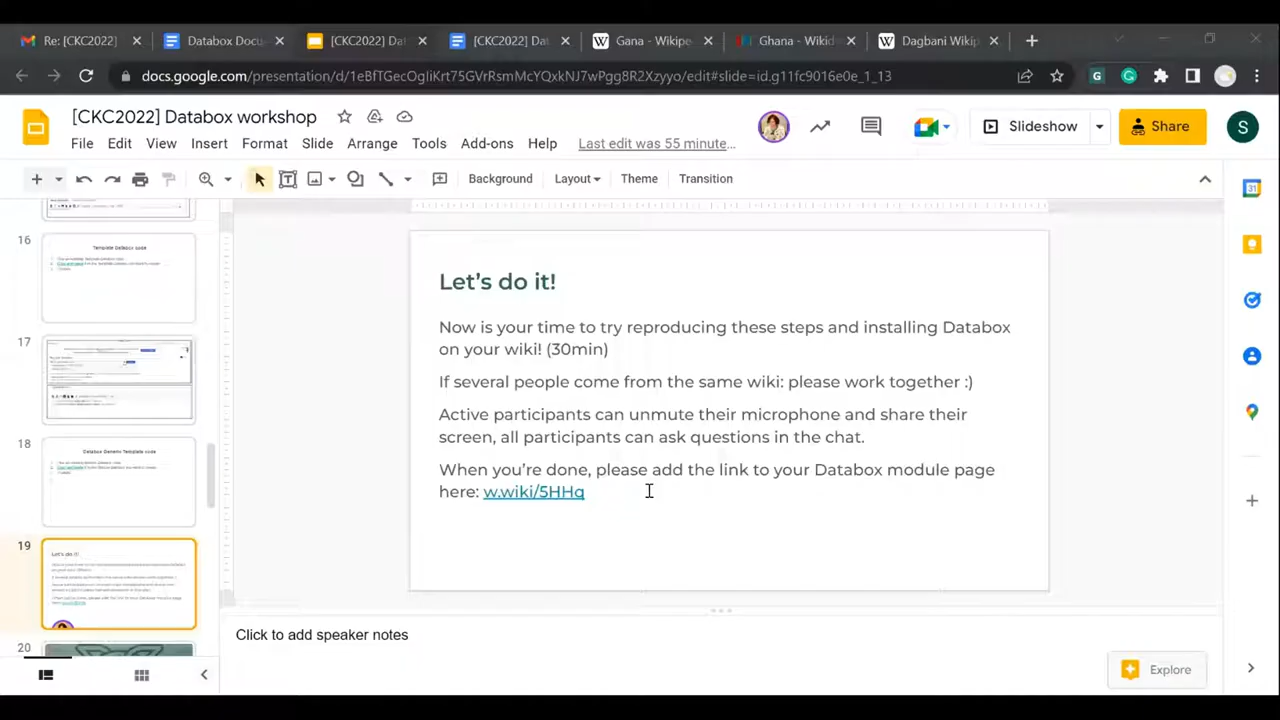 Re: [CKC2022]
Databox Docu
[CKC2022] Dat
[CKC2022] Dat
Gana - Wikipe
Ghana - Wikid
Dagbani Wikip
docs.google.com/presentation/d/1eBfTGecOgIiKrt75GVrRsmMcYQxkNJ7wPgg8R2Xzyyo/edit#slide=id.g11fc9016e0e_1_13
[CKC2022] Databox workshop
File Edit View Insert Format Slide Arrange Tools Add-ons Help Last edit was 55 minute…
Slideshow
Share
S
Background Layout Theme Transition
16
Template Databox code
17
18
Databox Generic Template code
19
Let's do it!
20
Let's do it!
Now is your time to try reproducing these steps and installing Databox
on your wiki! (30min)
If several people come from the same wiki: please work together :)
Active participants can unmute their microphone and share their
screen, all participants can ask questions in the chat.
When you're done, please add the link to your Databox module page
here: w.wiki/5HHq
Click to add speaker notes
Explore
31